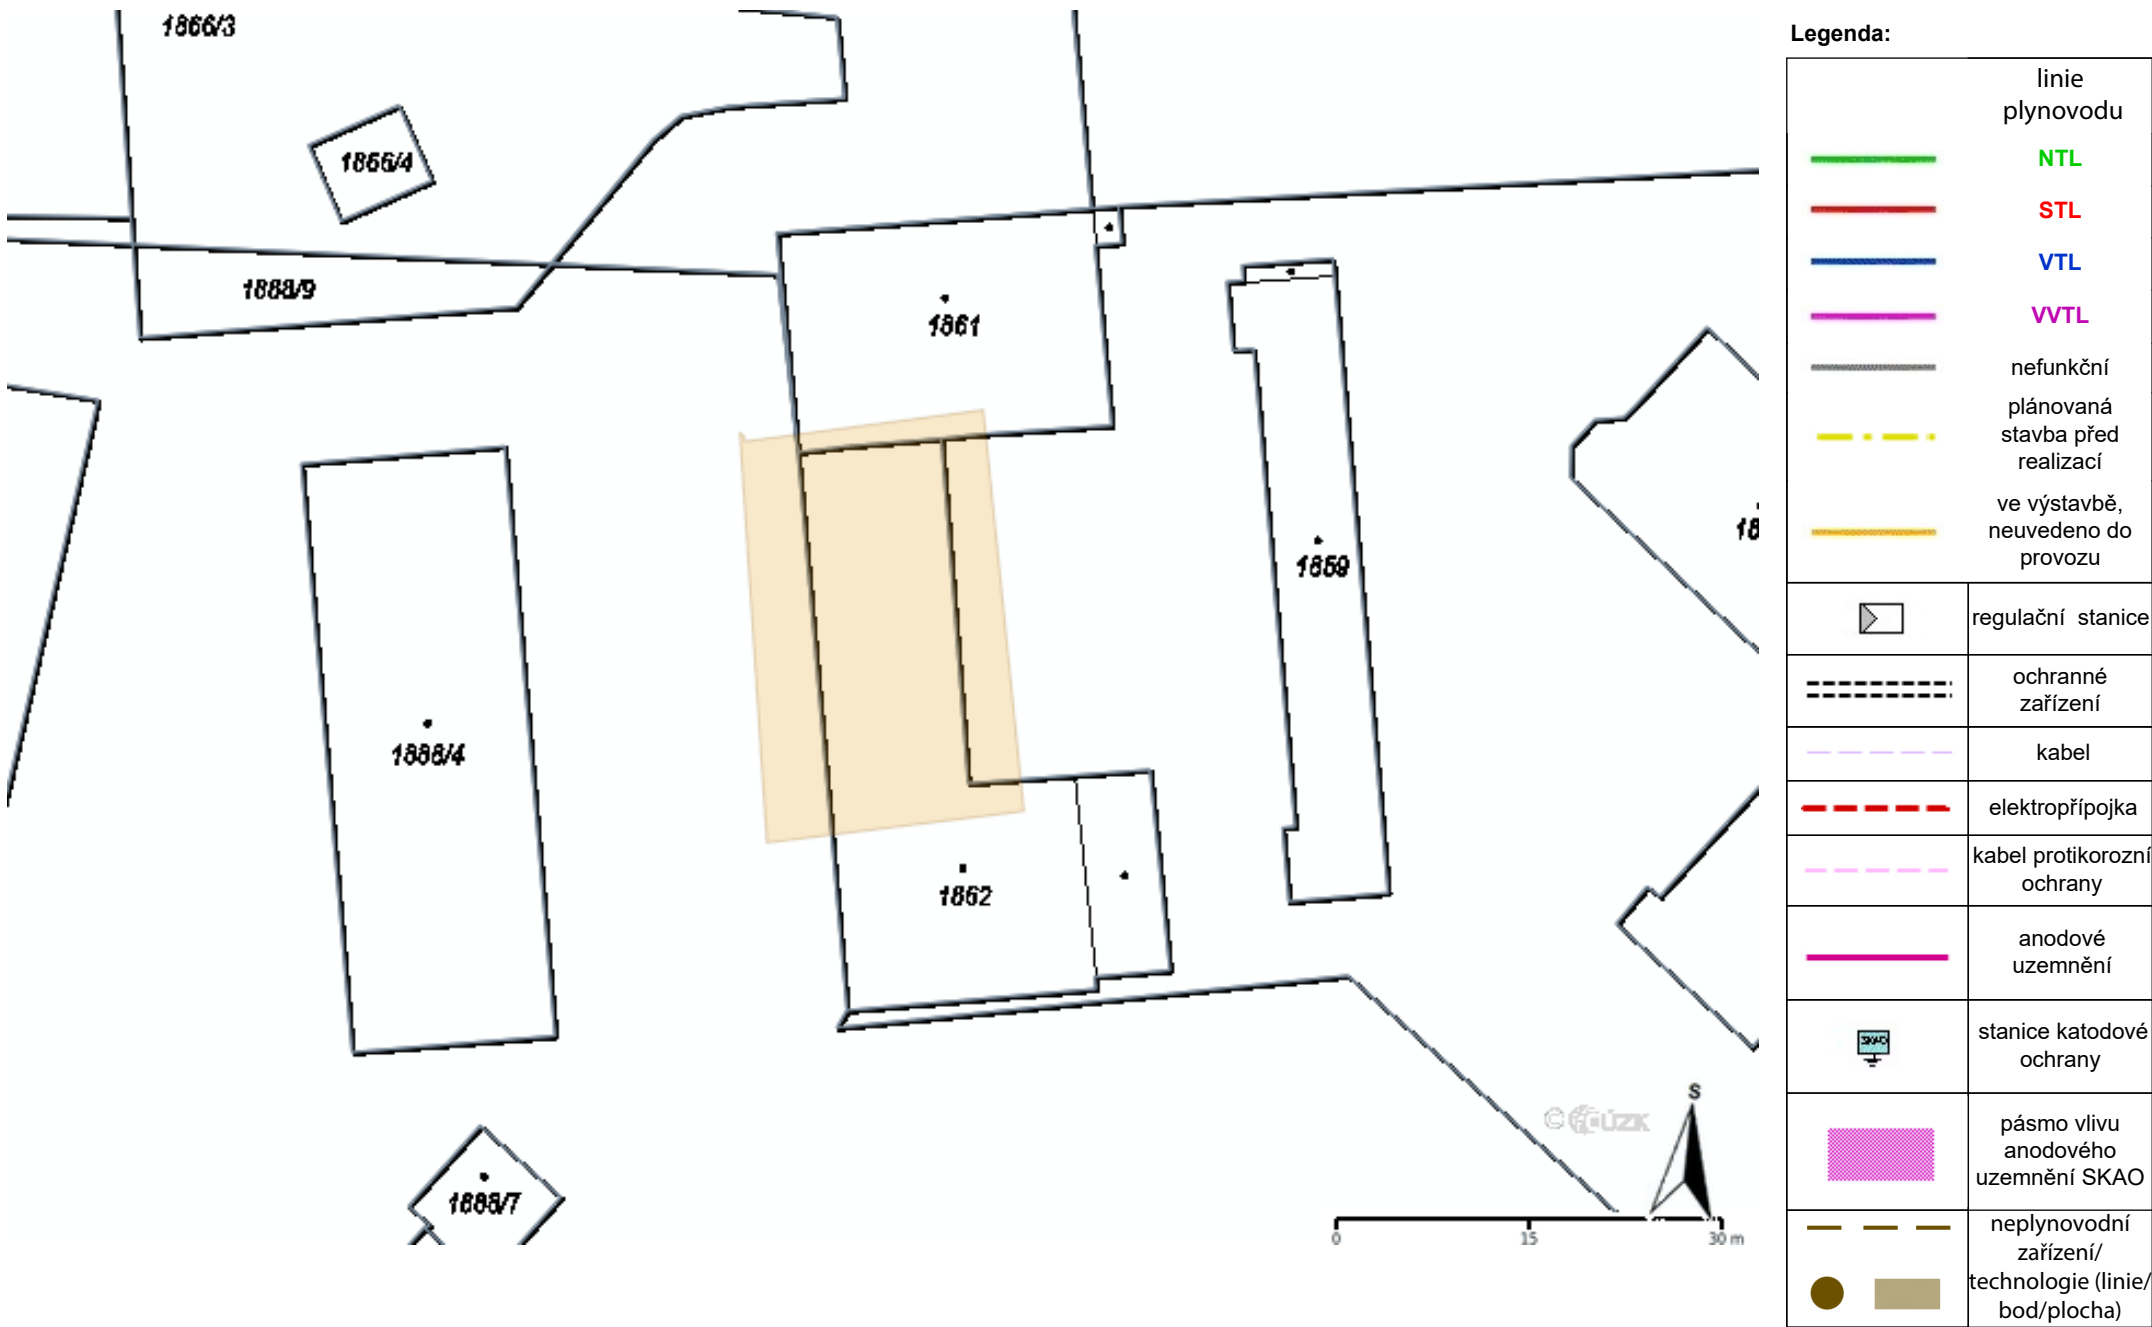 1866/3
1866/4
1888/9
1861
1859
18
1888/4
1862
1888/7
S
0 15 30 m
Legenda:
linie
plynovodu
NTL
STL
VTL
VVTL
nefunkční
plánovaná
stavba před
realizací
ve výstavbě,
neuvedeno do
provozu
regulační stanice
ochranné
zařízení
kabel
elektropřípojka
kabel protikorozní
ochrany
anodové
uzemnění
SKAO
stanice katodové
ochrany
pásmo vlivu
anodového
uzemnění SKAO
neplynovodní
zařízení/
technologie (linie/
bod/plocha)